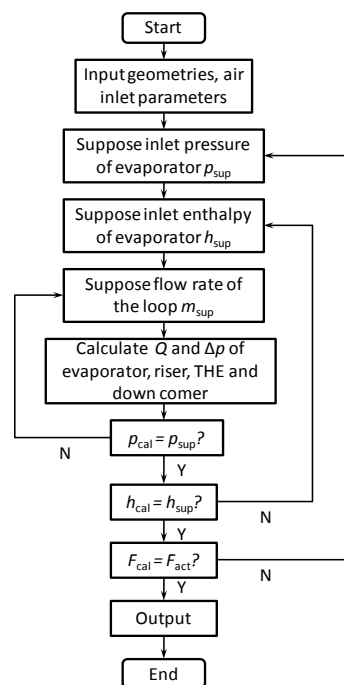 Start
Input geometries, air
inlet parameters
Suppose inlet pressure
of evaporator psup
Suppose inlet enthalpy
of evaporator hsup
Suppose flow rate of
the loop msup
Calculate Q and Δp of
evaporator, riser, THE and
down comer
pcal = psup?
N
Y
hcal = hsup?
N
Y
Fcal = Fact?
N
Y
Output
End